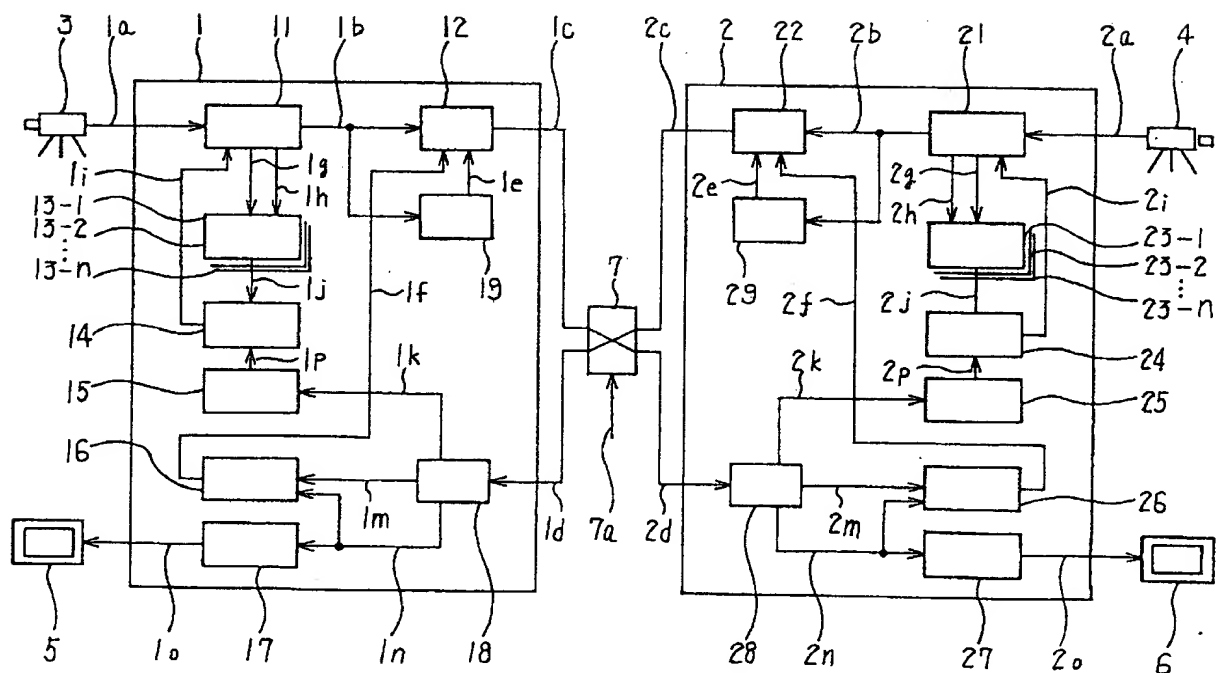 3 1a 1 11 1b 12 1c 2c 2 22 2b 21 2a 4
1i 1g 1e 2e 2g 2i
13-1 1h 2h
13-2 23-1
⋮ 23-2
13-n 1j 1f 19 7 29 2f 2j ⋮
23-n
14 24
1p 1k 2k 2p
15 25
16
1m 1d 7a 2d 2m 26
5 1o 17 1n 18 28 2n 27 2o 6